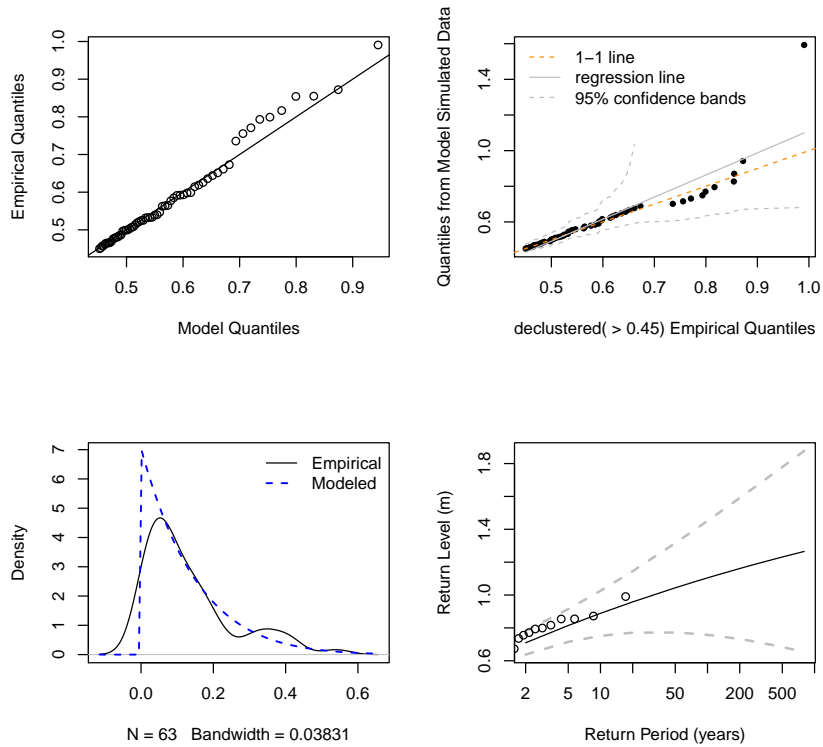 Empirical Quantiles
0.5 0.6 0.7 0.8 0.9 1.0
0.5 0.6 0.7 0.8 0.9
Model Quantiles
Quantiles from Model Simulated Data
0.6 1.0 1.4
1−1 line
regression line
95% confidence bands
0.5 0.6 0.7 0.8 0.9 1.0
declustered( > 0.45) Empirical Quantiles
Density
0 1 2 3 4 5 6 7
Empirical
Modeled
0.0 0.2 0.4 0.6
N = 63 Bandwidth = 0.03831
Return Level (m)
0.6 1.0 1.4 1.8
2 5 10 50 200 500
Return Period (years)